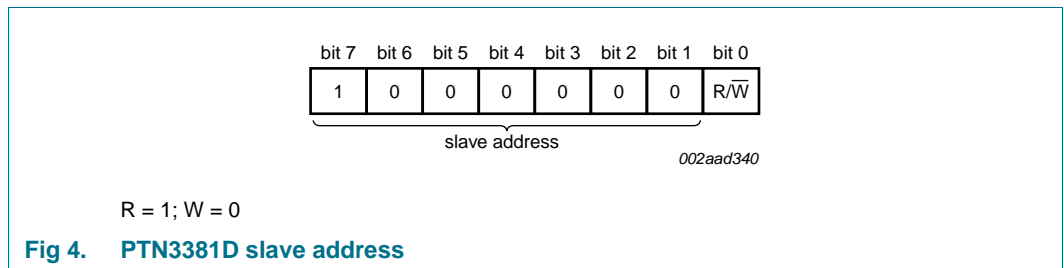 bit 7 bit 6 bit 5 bit 4 bit 3 bit 2 bit 1 bit 0
1 0 0 0 0 0 0 R/W̅
slave address
002aad340
R = 1; W = 0
Fig 4. PTN3381D slave address